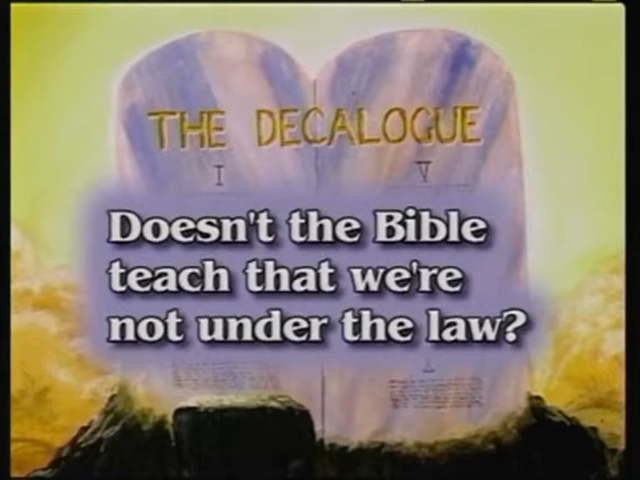 THE DECALOGUE
I V
Doesn't the Bible
teach that we're
not under the law?